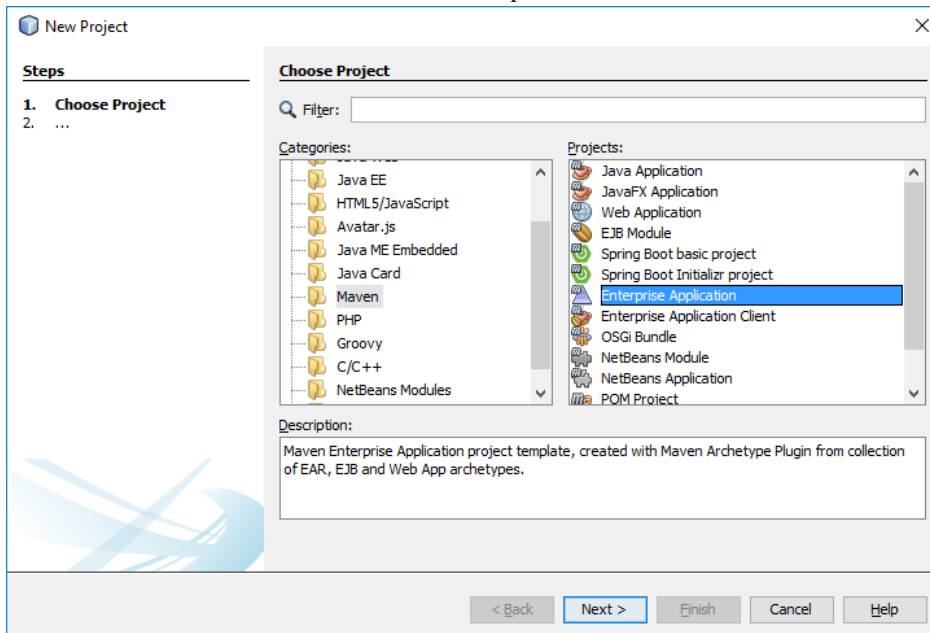 New Project
Steps
1. Choose Project
2. ...
Choose Project
Filter:
Categories:
Java EE
HTML5/JavaScript
Avatar.js
Java ME Embedded
Java Card
Maven
PHP
Groovy
C/C++
NetBeans Modules
Projects:
Java Application
JavaFX Application
Web Application
EJB Module
Spring Boot basic project
Spring Boot Initializr project
Enterprise Application
Enterprise Application Client
OSGi Bundle
NetBeans Module
NetBeans Application
POM Project
Description:
Maven Enterprise Application project template, created with Maven Archetype Plugin from collection
of EAR, EJB and Web App archetypes.
< Back
Next >
Finish
Cancel
Help